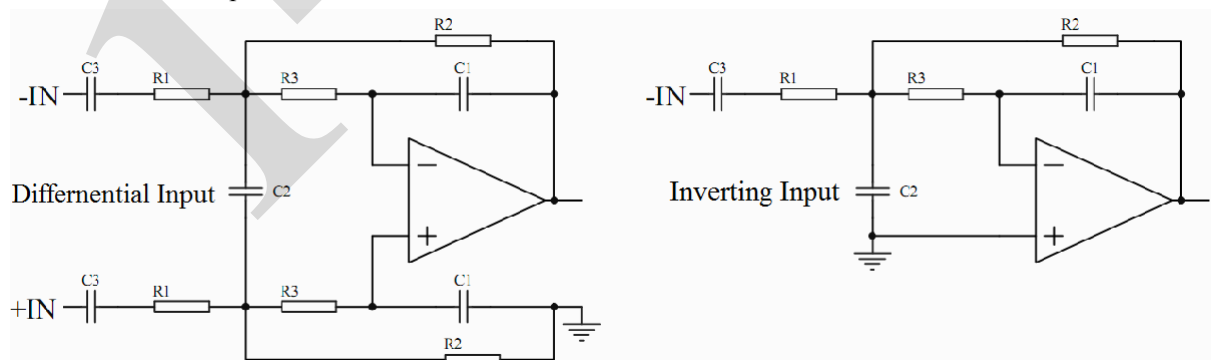 R2
C3
R1
R3
C1
-IN
Differnential Input
C2
+IN
C3
R1
R3
C1
R2
R2
C3
R1
R3
C1
-IN
Inverting Input
C2